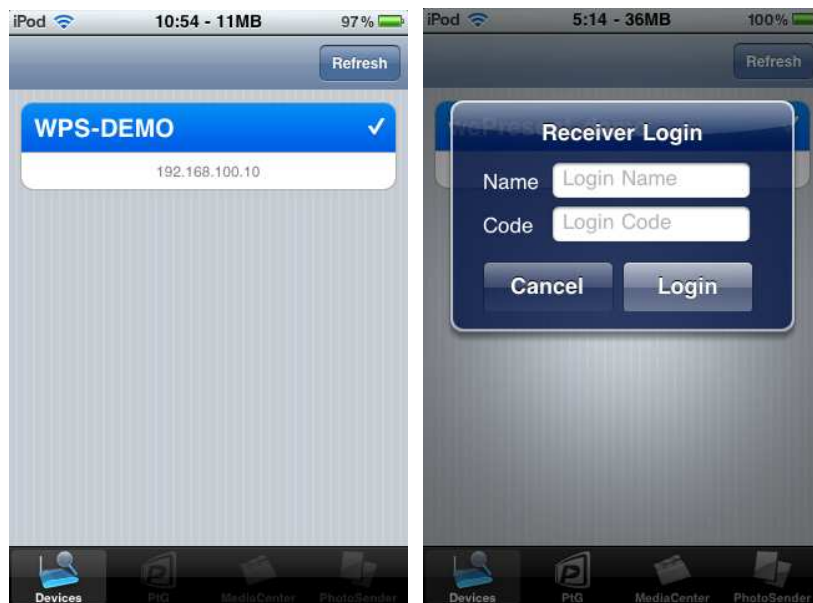 iPod 10:54 - 11MB 97%
Refresh
WPS-DEMO
192.168.100.10
Devices PtG MediaCenter PhotoSender
iPod 5:14 - 36MB 100%
Refresh
Receiver Login
Name Login Name
Code Login Code
Cancel Login
Devices PtG MediaCenter PhotoSender